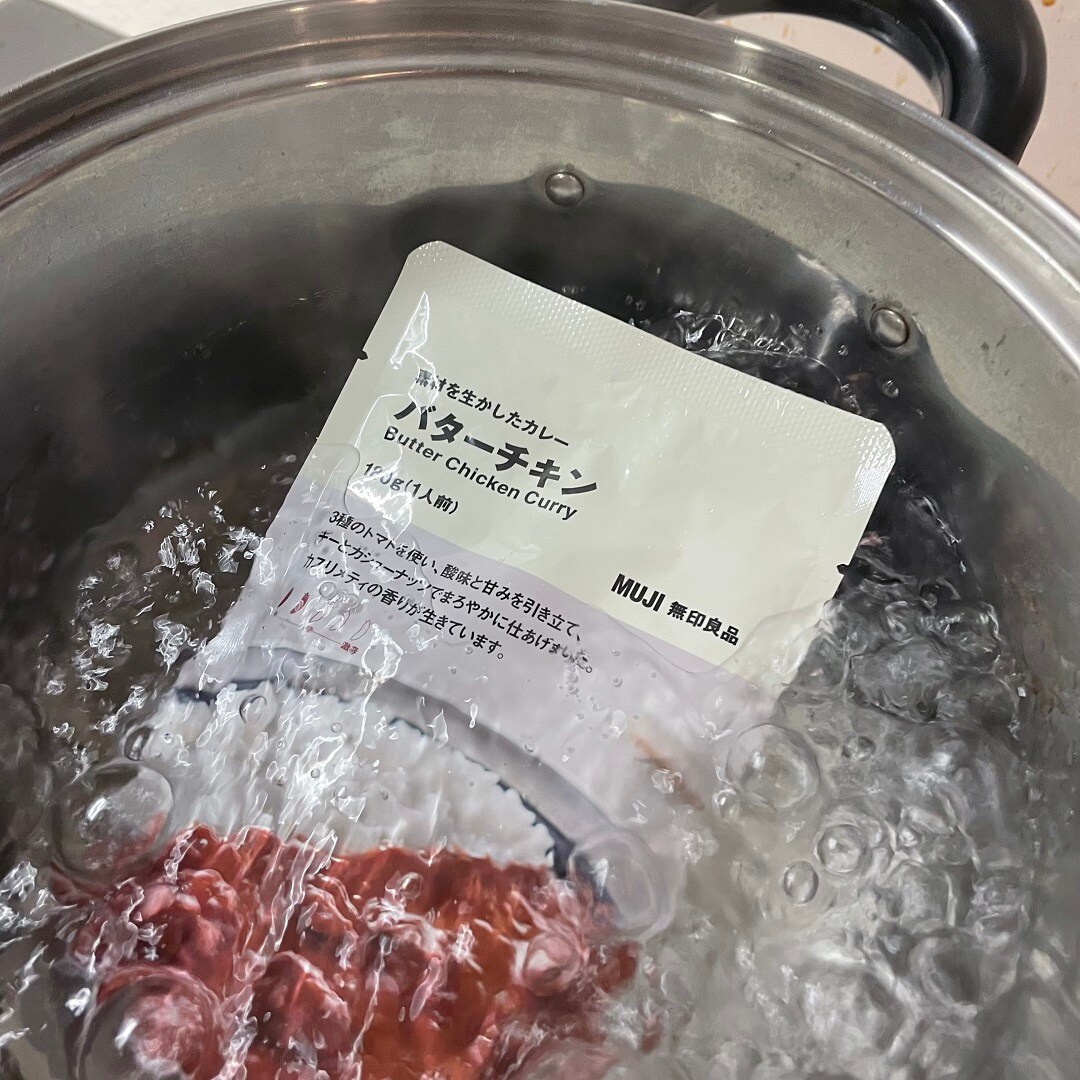 素材を生かしたカレー
バターチキン
Butter Chicken Curry
180g(1人前)
3種のトマトを使い、酸味と甘みを引き立て、
ギーとカシューナッツでまろやかに仕あげました。
カスリメティの香りが生きています。
激辛
MUJI 無印良品